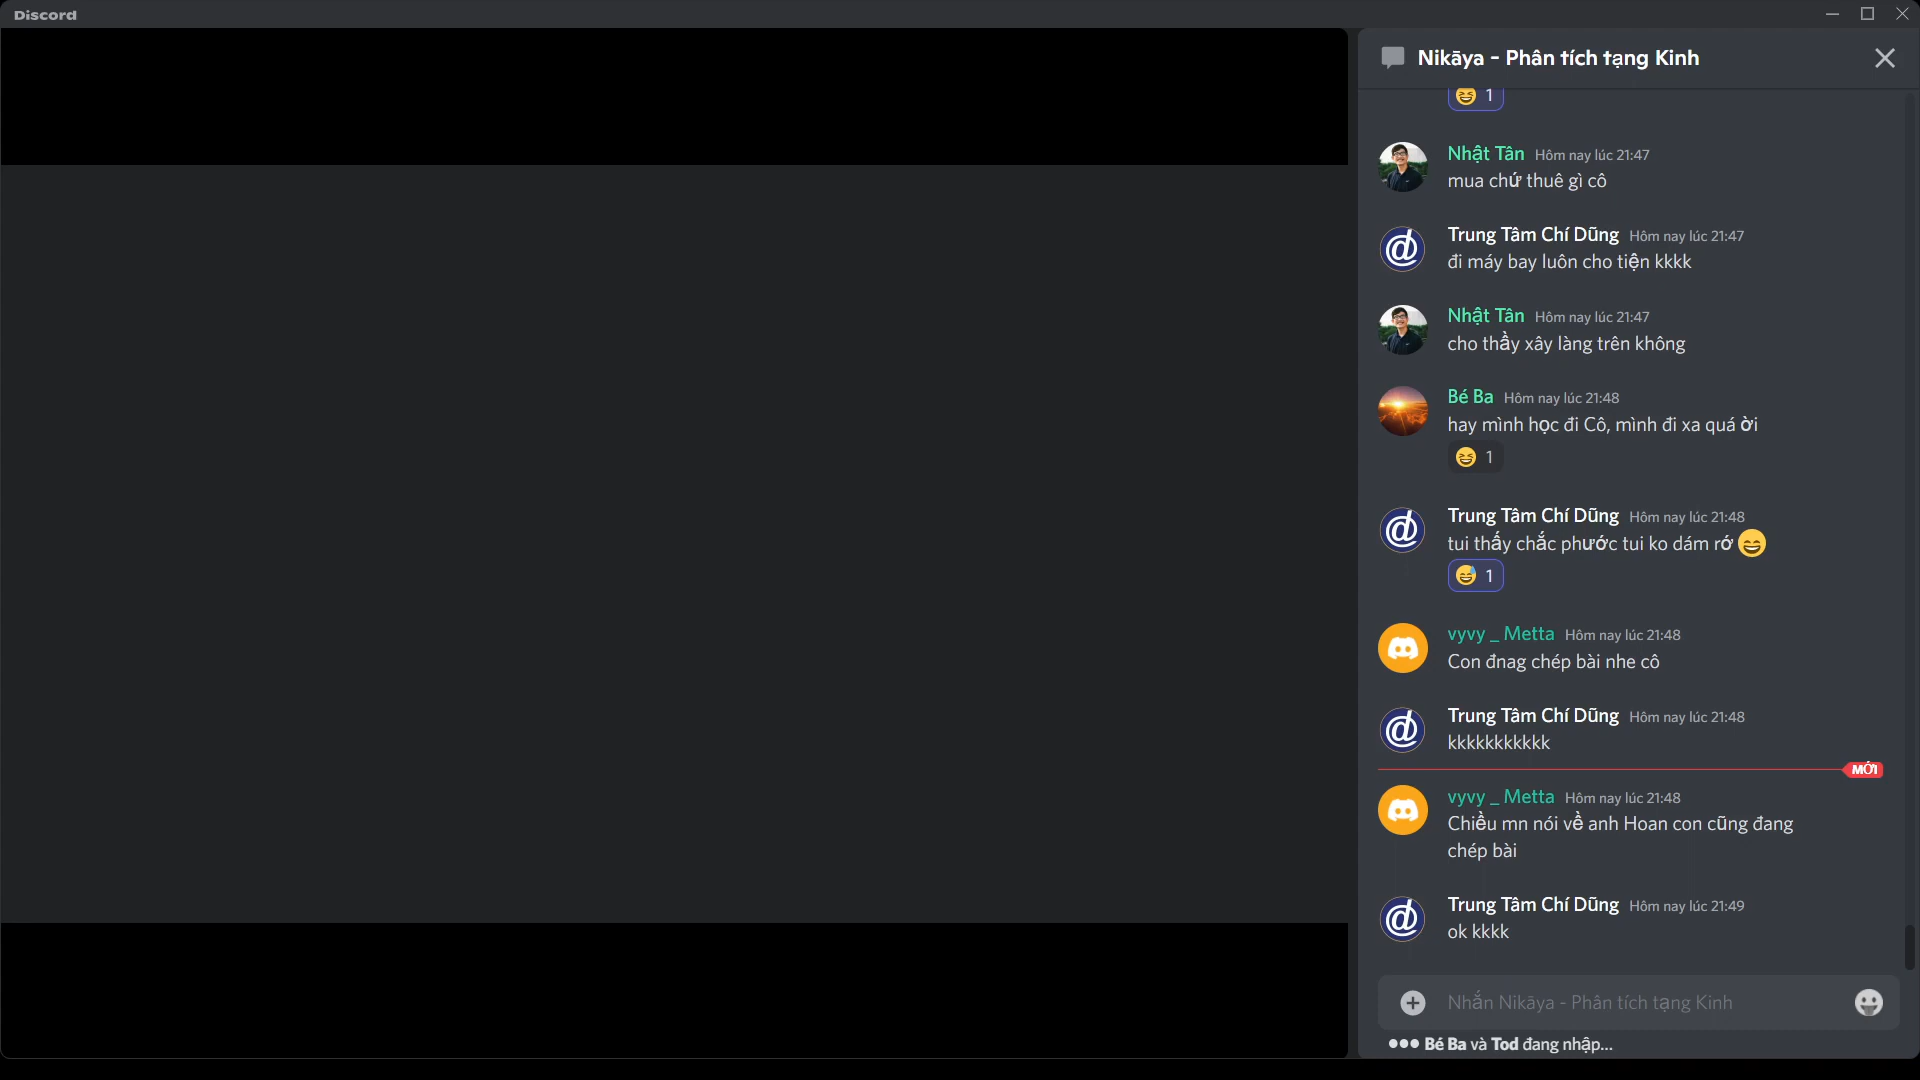 Discord
Nikāya - Phân tích tạng Kinh
1
Nhật Tân Hôm nay lúc 21:47
mua chứ thuê gì cô
Trung Tâm Chí Dũng Hôm nay lúc 21:47
đi máy bay luôn cho tiện kkkk
Nhật Tân Hôm nay lúc 21:47
cho thầy xây làng trên không
Bé Ba Hôm nay lúc 21:48
hay mình học đi Cô, mình đi xa quá ời
1
Trung Tâm Chí Dũng Hôm nay lúc 21:48
tui thấy chắc phước tui ko dám rớ
1
vyvy _ Metta Hôm nay lúc 21:48
Con đnag chép bài nhe cô
Trung Tâm Chí Dũng Hôm nay lúc 21:48
kkkkkkkkkkk
MỚI
vyvy _ Metta Hôm nay lúc 21:48
Chiều mn nói về anh Hoan con cũng đang
chép bài
Trung Tâm Chí Dũng Hôm nay lúc 21:49
ok kkkk
Nhắn Nikāya - Phân tích tạng Kinh
Bé Ba và Tod đang nhập...